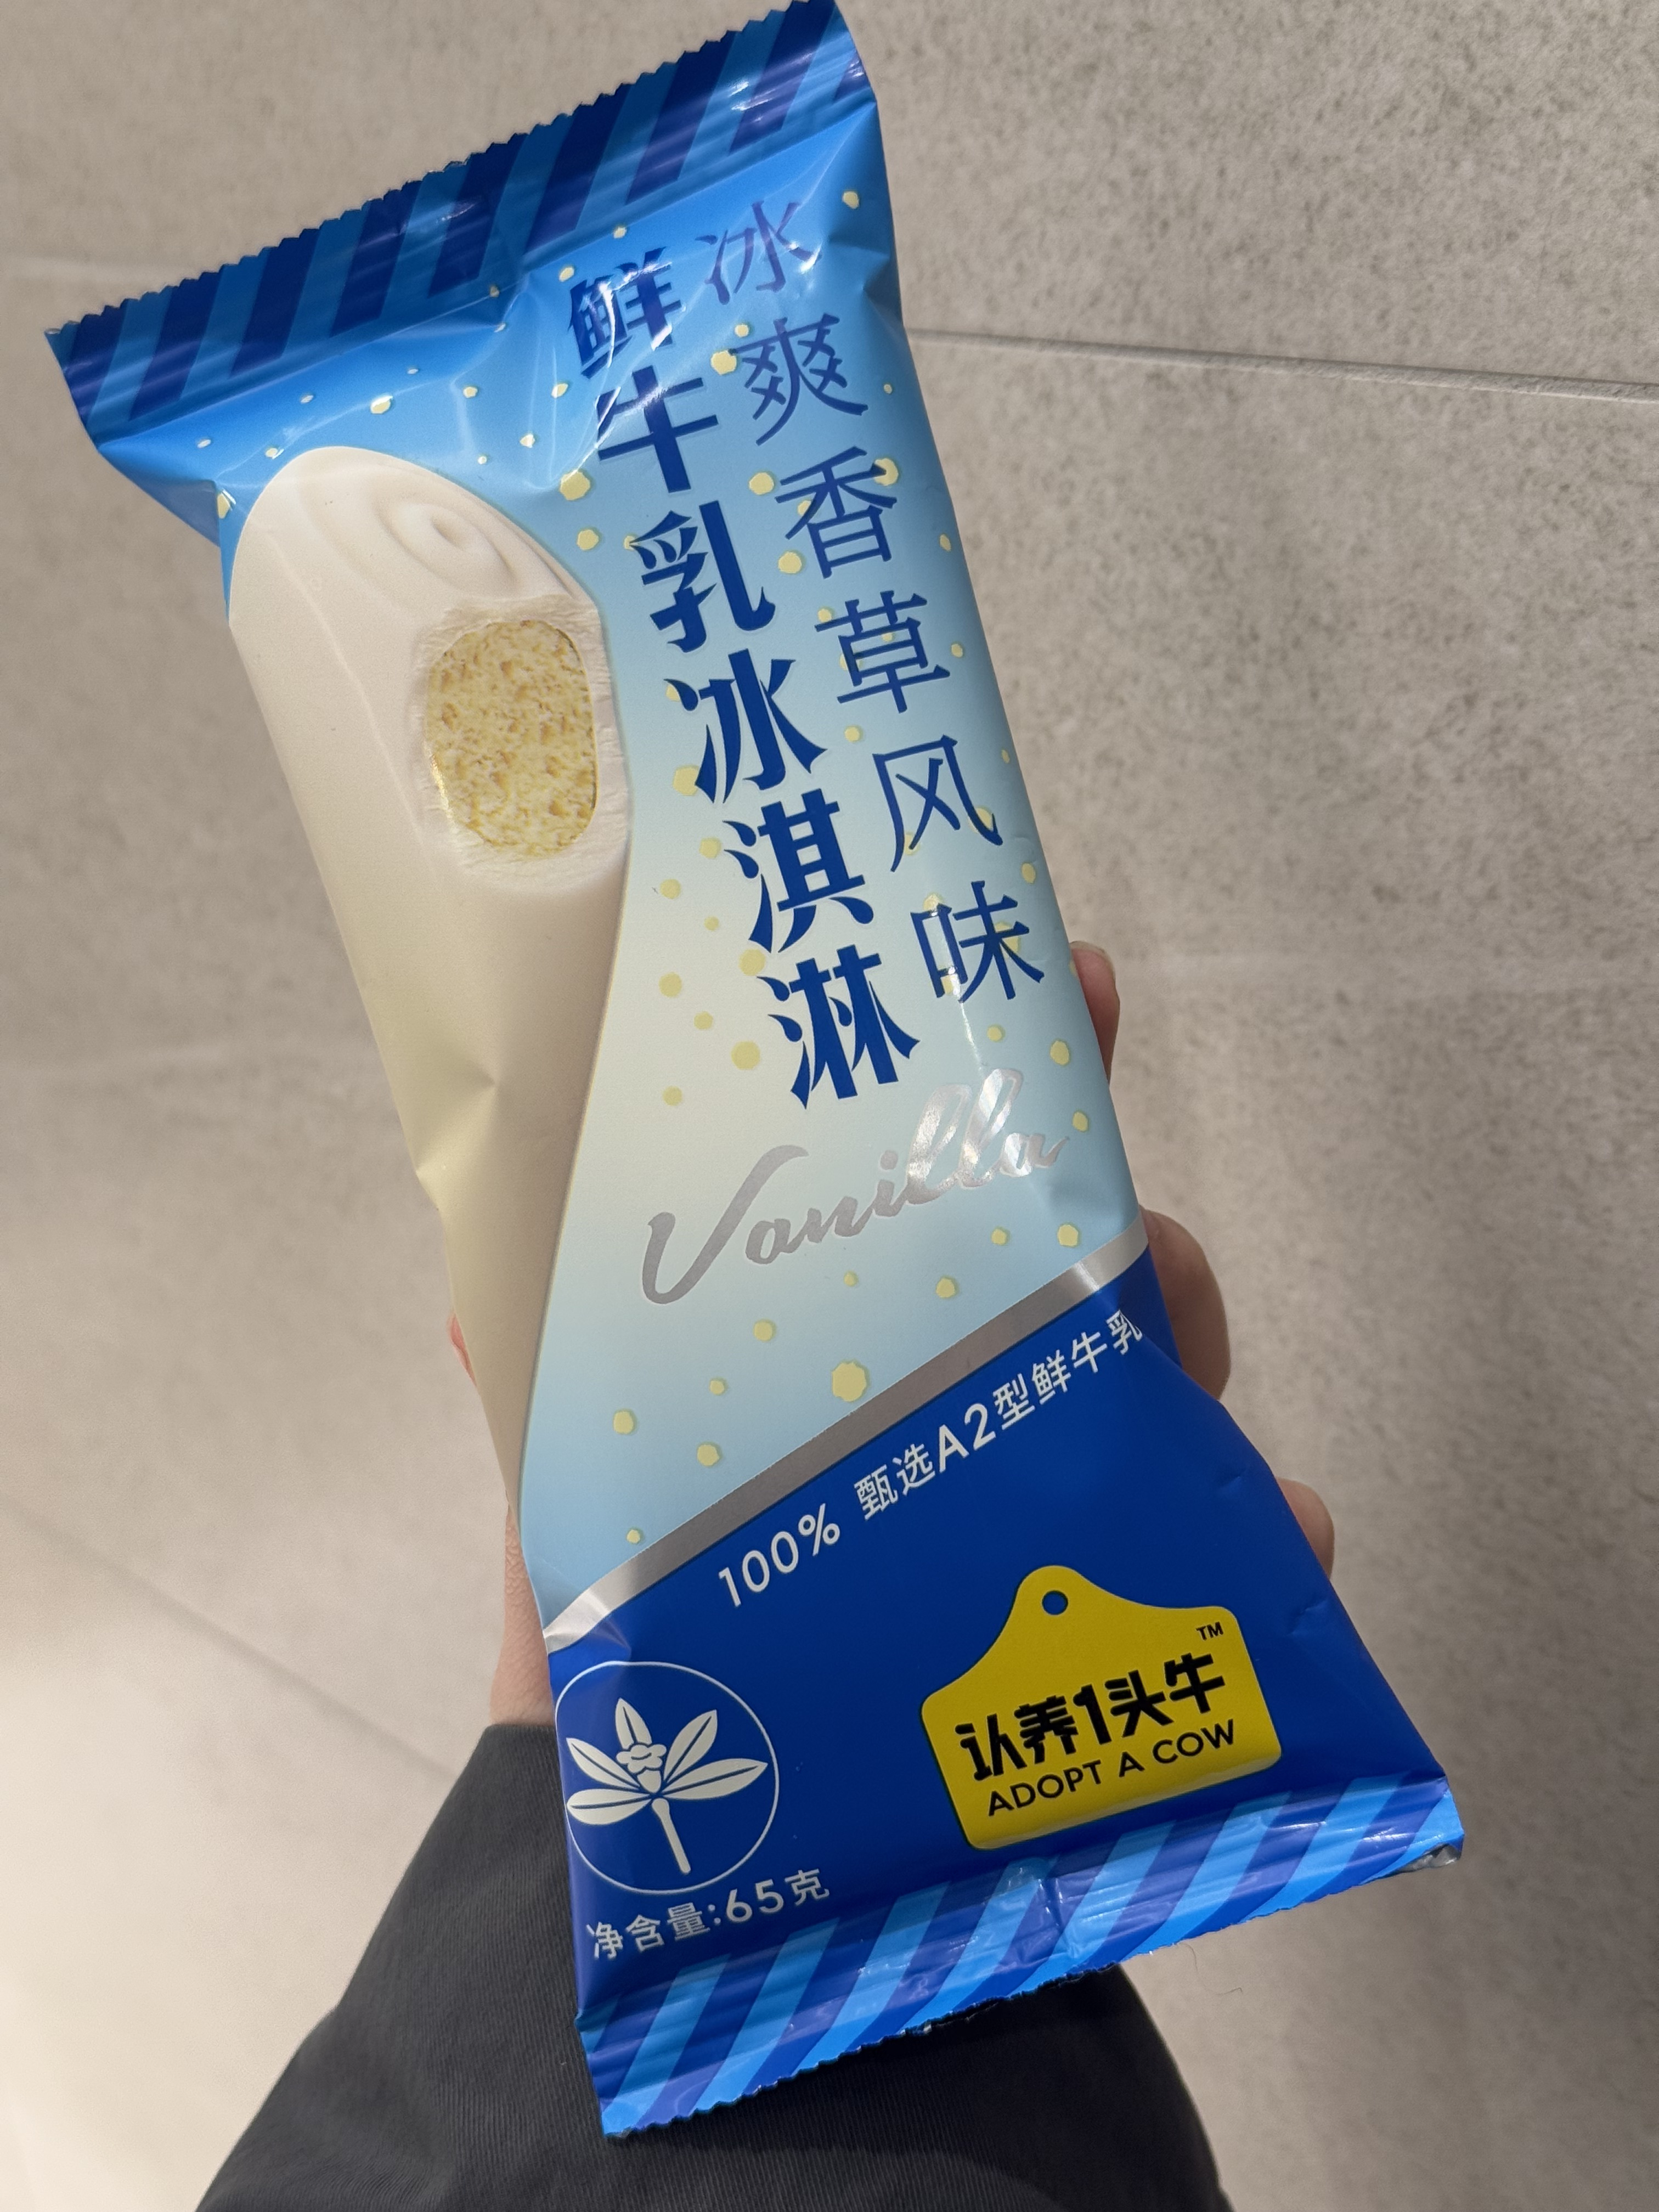 冰爽香草风味
鲜牛乳冰淇淋
Vanilla
100% 甄选A2型鲜牛乳
TM
认养1头牛
ADOPT A COW
净含量:65克